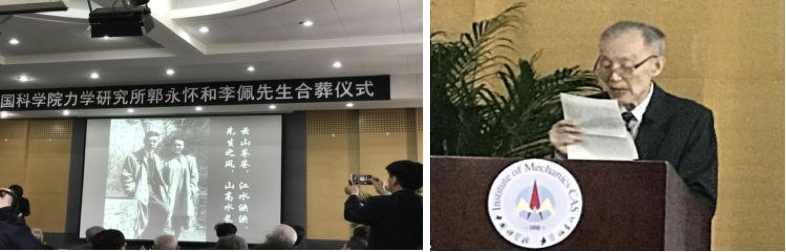 国科学院力学研究所郭永怀和李佩先生合葬仪式
云山苍苍，江水泱泱，
先生之风，山高水长
Institute of Mechanics CAS